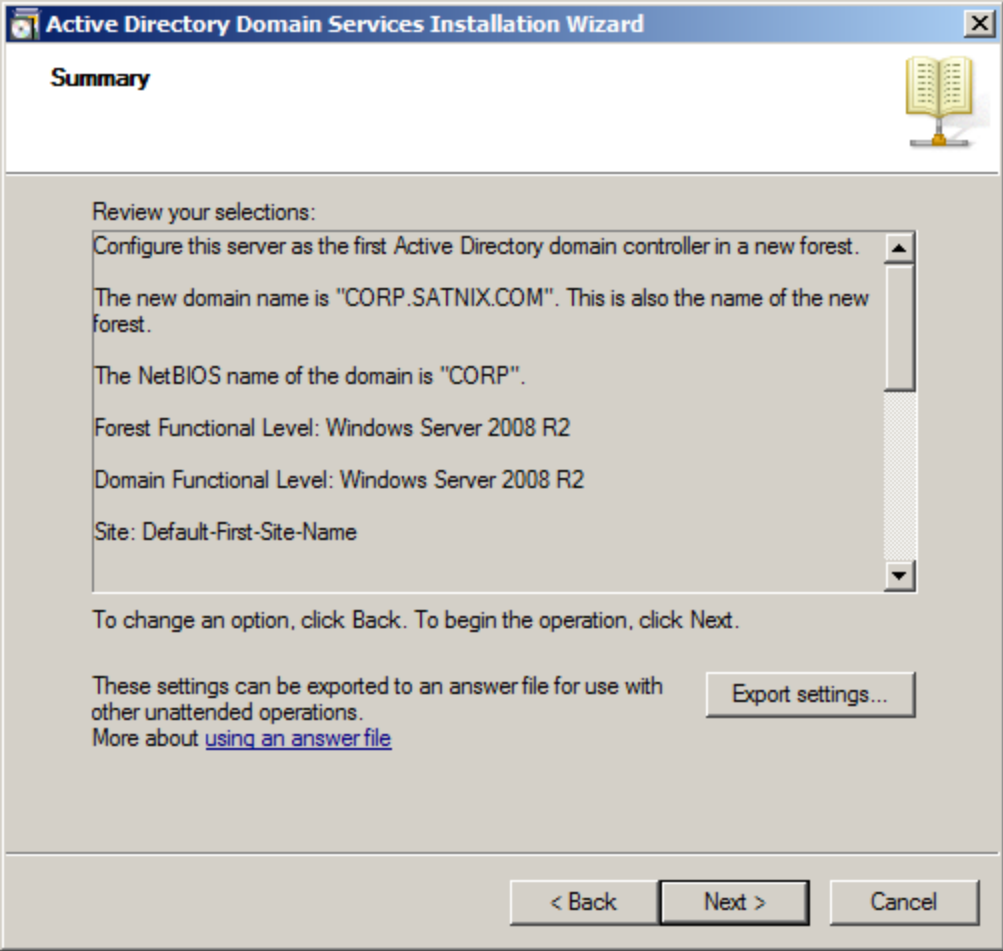 Active Directory Domain Services Installation Wizard
Summary
Review your selections:
Configure this server as the first Active Directory domain controller in a new forest.
The new domain name is "CORP.SATNIX.COM". This is also the name of the new
forest.
The NetBIOS name of the domain is "CORP".
Forest Functional Level: Windows Server 2008 R2
Domain Functional Level: Windows Server 2008 R2
Site: Default-First-Site-Name
To change an option, click Back. To begin the operation, click Next.
These settings can be exported to an answer file for use with
other unattended operations.
More about using an answer file
Export settings...
< Back
Next >
Cancel